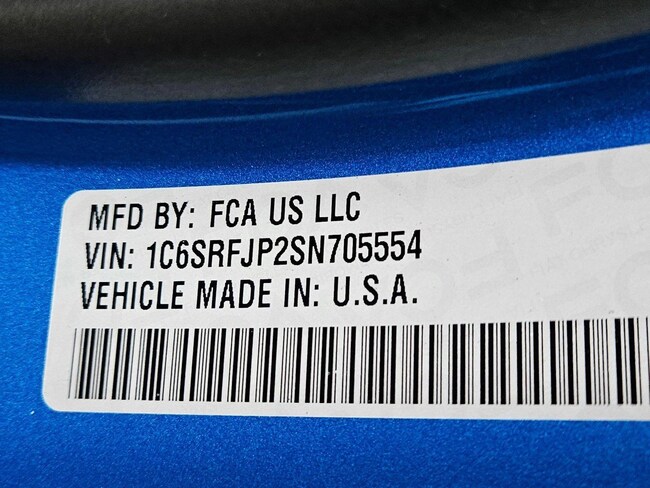 MFD BY: FCA US LLC
VIN: 1C6SRFJP2SN705554
VEHICLE MADE IN: U.S.A.